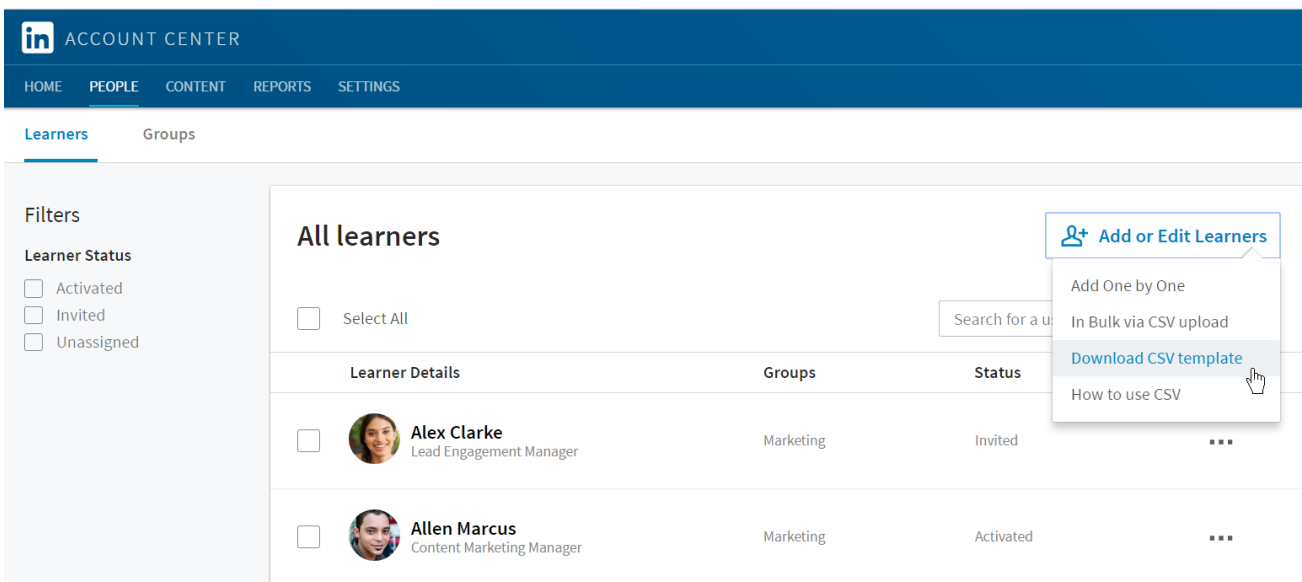 in ACCOUNT CENTER
HOME PEOPLE CONTENT REPORTS SETTINGS
Learners Groups
Filters
Learner Status
Activated
Invited
Unassigned
All learners
Add or Edit Learners
Add One by One
In Bulk via CSV upload
Download CSV template
How to use CSV
Select All
Search for a
Learner Details Groups Status
Alex Clarke
Lead Engagement Manager
Marketing Invited
Allen Marcus
Content Marketing Manager
Marketing Activated